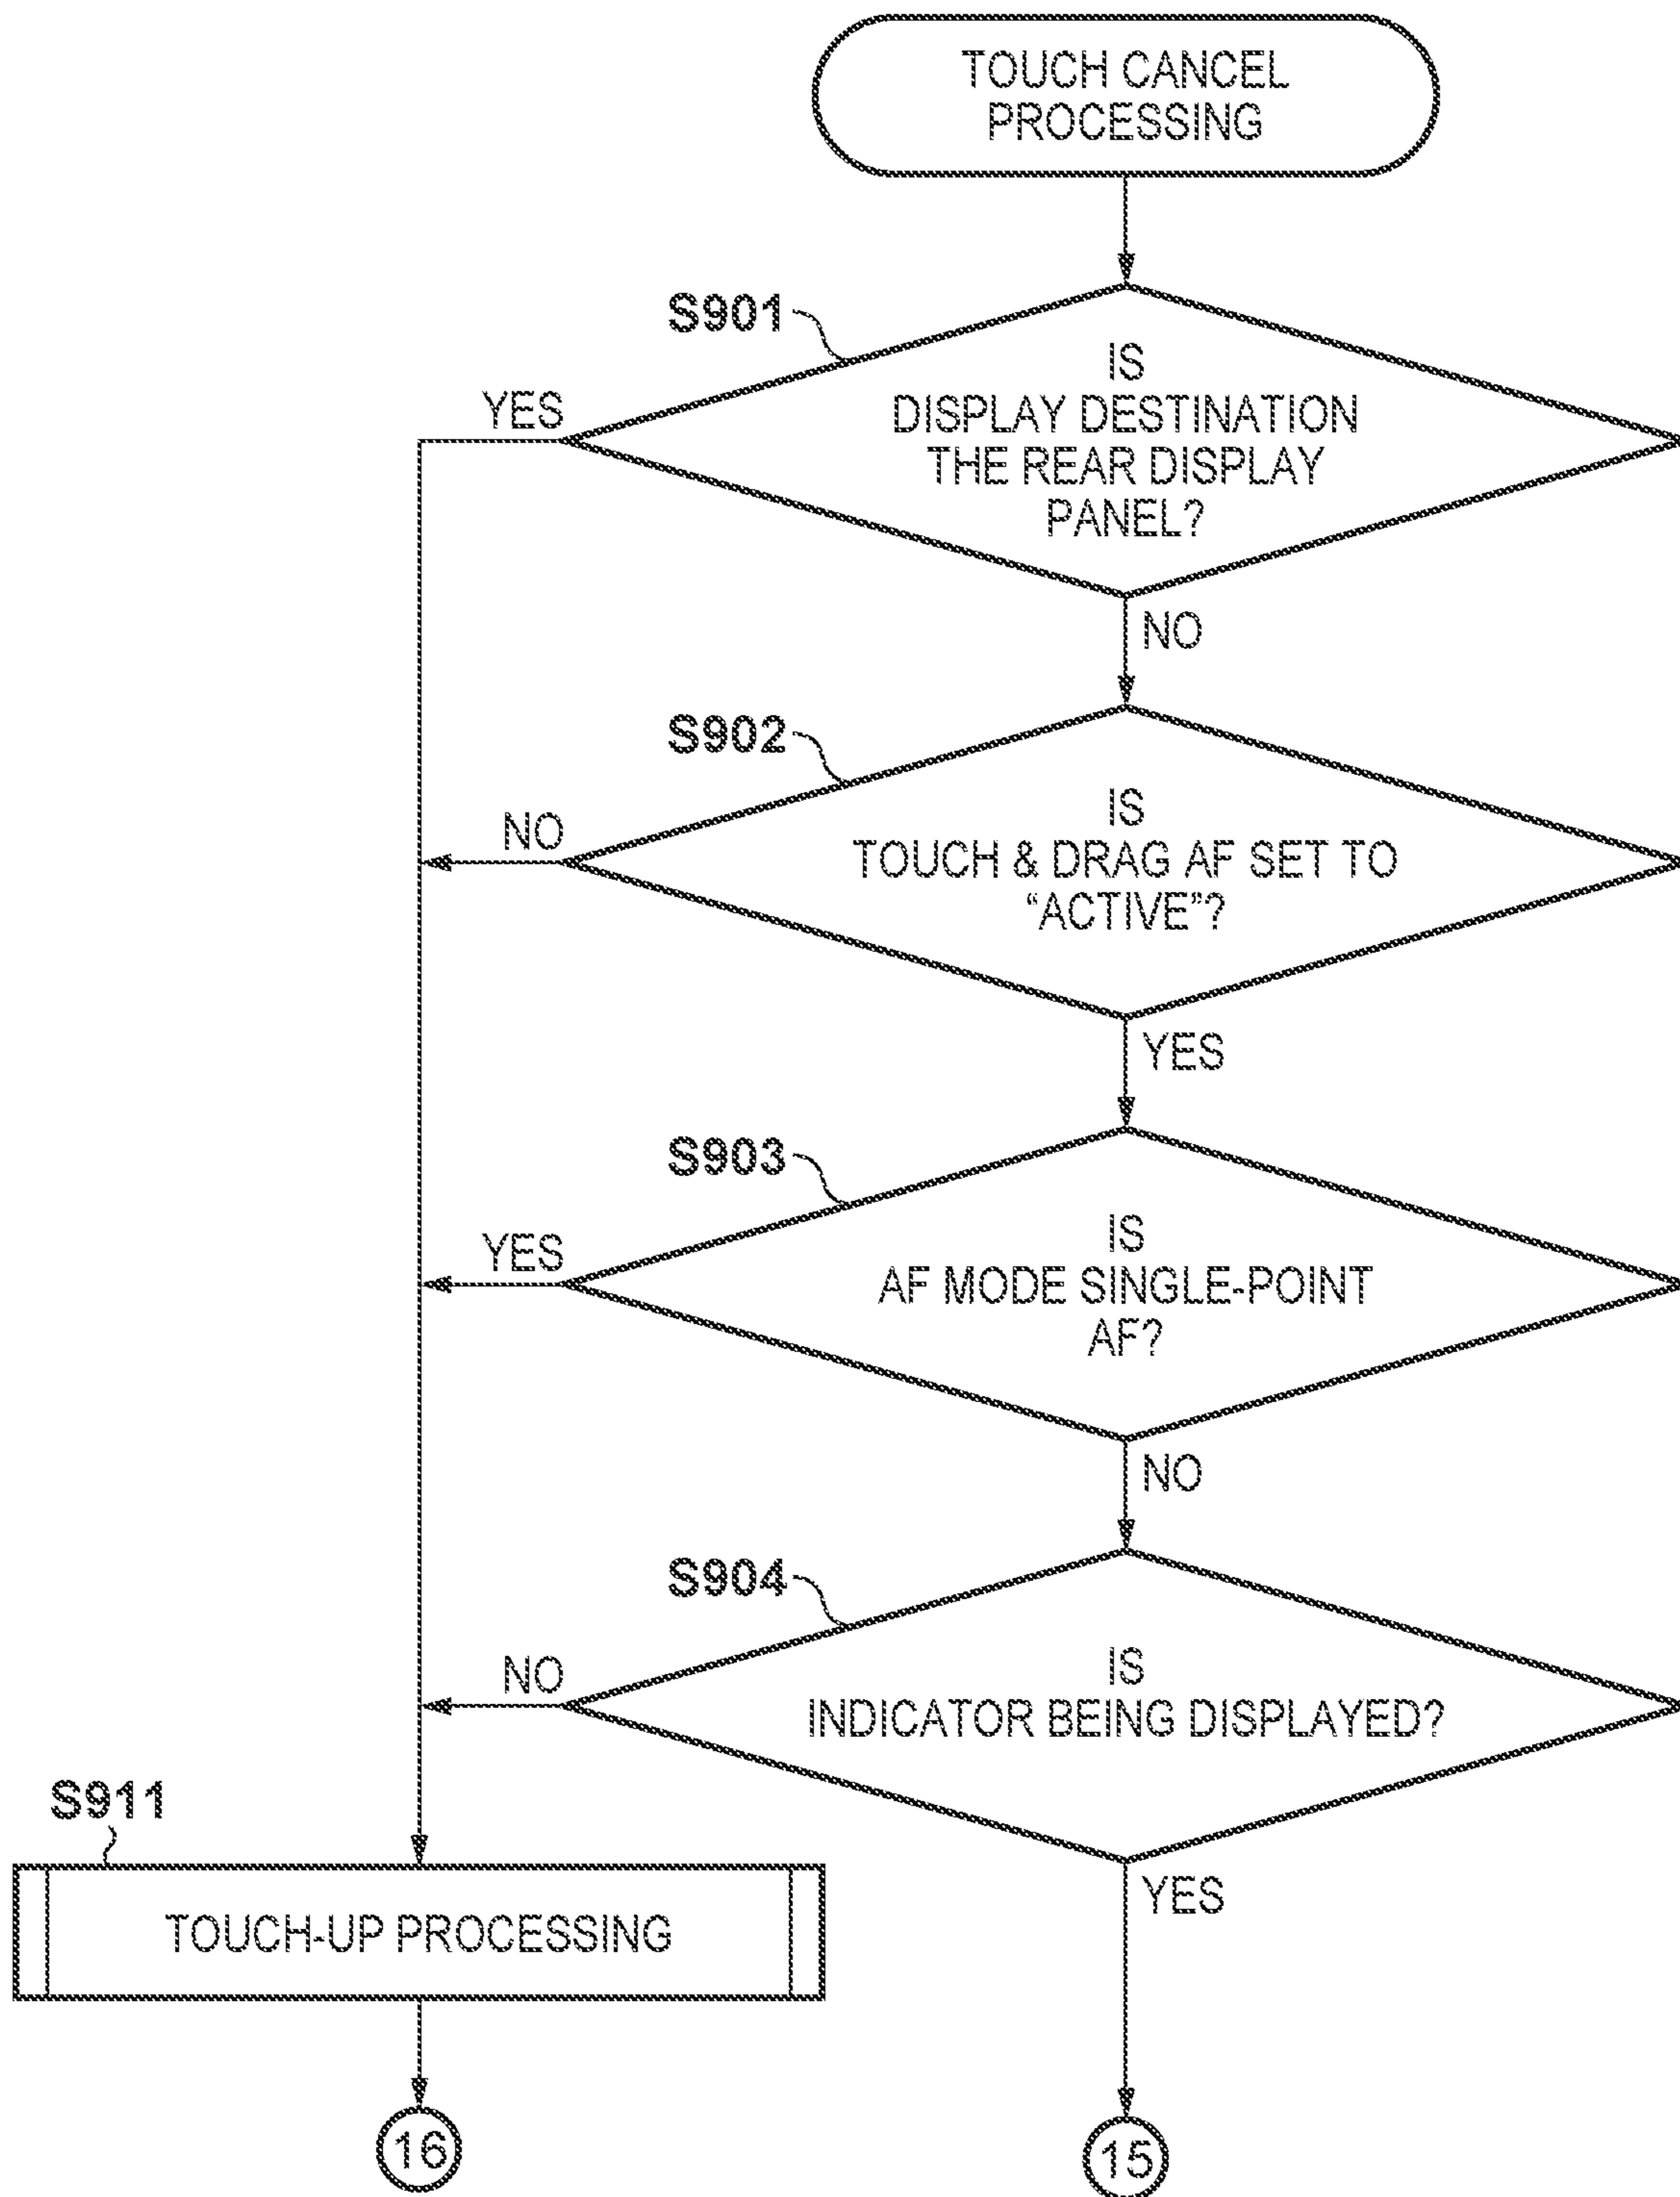 TOUCH CANCEL
PROCESSING
S901
IS
DISPLAY DESTINATION
THE REAR DISPLAY
PANEL?
YES
NO
S902
IS
TOUCH & DRAG AF SET TO
“ACTIVE”?
NO
YES
S903
IS
AF MODE SINGLE-POINT
AF?
YES
NO
S904
IS
INDICATOR BEING DISPLAYED?
NO
YES
S911
TOUCH-UP PROCESSING
16
15